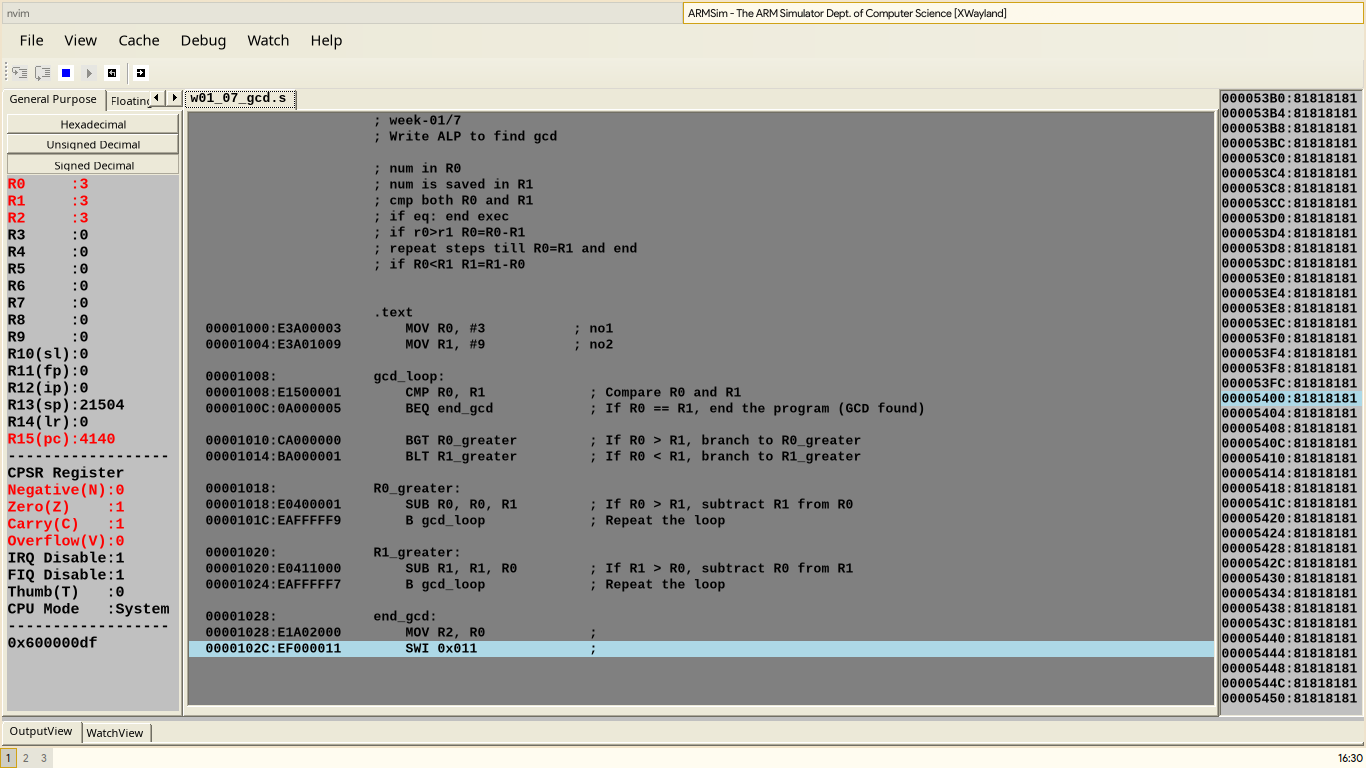 nvim
ARMSim - The ARM Simulator Dept. of Computer Science [XWayland]
File View Cache Debug Watch Help
General Purpose
Floating
w01_07_gcd.s
Hexadecimal
Unsigned Decimal
Signed Decimal
R0 :3
R1 :3
R2 :3
R3 :0
R4 :0
R5 :0
R6 :0
R7 :0
R8 :0
R9 :0
R10(sl):0
R11(fp):0
R12(ip):0
R13(sp):21504
R14(lr):0
R15(pc):4140
------------------
CPSR Register
Negative(N):0
Zero(Z) :1
Carry(C) :1
Overflow(V):0
IRQ Disable:1
FIQ Disable:1
Thumb(T) :0
CPU Mode :System
------------------
0x600000df
; week-01/7
; Write ALP to find gcd
; num in R0
; num is saved in R1
; cmp both R0 and R1
; if eq: end exec
; if r0>r1 R0=R0-R1
; repeat steps till R0=R1 and end
; if R0<R1 R1=R1-R0
.text
00001000:E3A00003 MOV R0, #3 ; no1
00001004:E3A01009 MOV R1, #9 ; no2
00001008: gcd_loop:
00001008:E1500001 CMP R0, R1 ; Compare R0 and R1
0000100C:0A000005 BEQ end_gcd ; If R0 == R1, end the program (GCD found)
00001010:CA000000 BGT R0_greater ; If R0 > R1, branch to R0_greater
00001014:BA000001 BLT R1_greater ; If R0 < R1, branch to R1_greater
00001018: R0_greater:
00001018:E0400001 SUB R0, R0, R1 ; If R0 > R1, subtract R1 from R0
0000101C:EAFFFFF9 B gcd_loop ; Repeat the loop
00001020: R1_greater:
00001020:E0411000 SUB R1, R1, R0 ; If R1 > R0, subtract R0 from R1
00001024:EAFFFFF7 B gcd_loop ; Repeat the loop
00001028: end_gcd:
00001028:E1A02000 MOV R2, R0 ;
0000102C:EF000011 SWI 0x011 ;
000053B0:81818181
000053B4:81818181
000053B8:81818181
000053BC:81818181
000053C0:81818181
000053C4:81818181
000053C8:81818181
000053CC:81818181
000053D0:81818181
000053D4:81818181
000053D8:81818181
000053DC:81818181
000053E0:81818181
000053E4:81818181
000053E8:81818181
000053EC:81818181
000053F0:81818181
000053F4:81818181
000053F8:81818181
000053FC:81818181
00005400:81818181
00005404:81818181
00005408:81818181
0000540C:81818181
00005410:81818181
00005414:81818181
00005418:81818181
0000541C:81818181
00005420:81818181
00005424:81818181
00005428:81818181
0000542C:81818181
00005430:81818181
00005434:81818181
00005438:81818181
0000543C:81818181
00005440:81818181
00005444:81818181
00005448:81818181
0000544C:81818181
00005450:81818181
OutputView WatchView
1 2 3
16:30